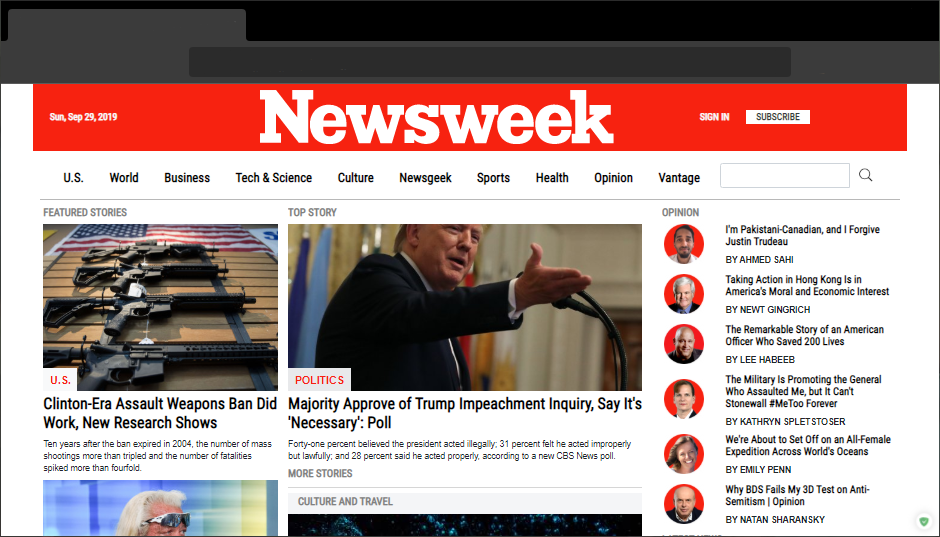 Sun, Sep 29, 2019
Newsweek
SIGN IN
SUBSCRIBE
U.S.
World
Business
Tech & Science
Culture
Newsgeek
Sports
Health
Opinion
Vantage
FEATURED STORIES
U.S.
Clinton-Era Assault Weapons Ban Did
Work, New Research Shows
Ten years after the ban expired in 2004, the number of mass
shootings more than tripled and the number of fatalities
spiked more than fourfold.
TOP STORY
POLITICS
Majority Approve of Trump Impeachment Inquiry, Say It's
'Necessary': Poll
Forty-one percent believed the president acted illegally; 31 percent felt he acted improperly
but lawfully; and 28 percent said he acted properly, according to a new CBS News poll.
MORE STORIES
CULTURE AND TRAVEL
OPINION
I'm Pakistani-Canadian, and I Forgive
Justin Trudeau
BY AHMED SAHI
Taking Action in Hong Kong Is in
America's Moral and Economic Interest
BY NEWT GINGRICH
The Remarkable Story of an American
Officer Who Saved 200 Lives
BY LEE HABEEB
The Military Is Promoting the General
Who Assaulted Me, but It Can't
Stonewall #MeToo Forever
BY KATHRYN SPLETSTOSER
We're About to Set Off on an All-Female
Expedition Across World's Oceans
BY EMILY PENN
Why BDS Fails My 3D Test on Anti-
Semitism | Opinion
BY NATAN SHARANSKY